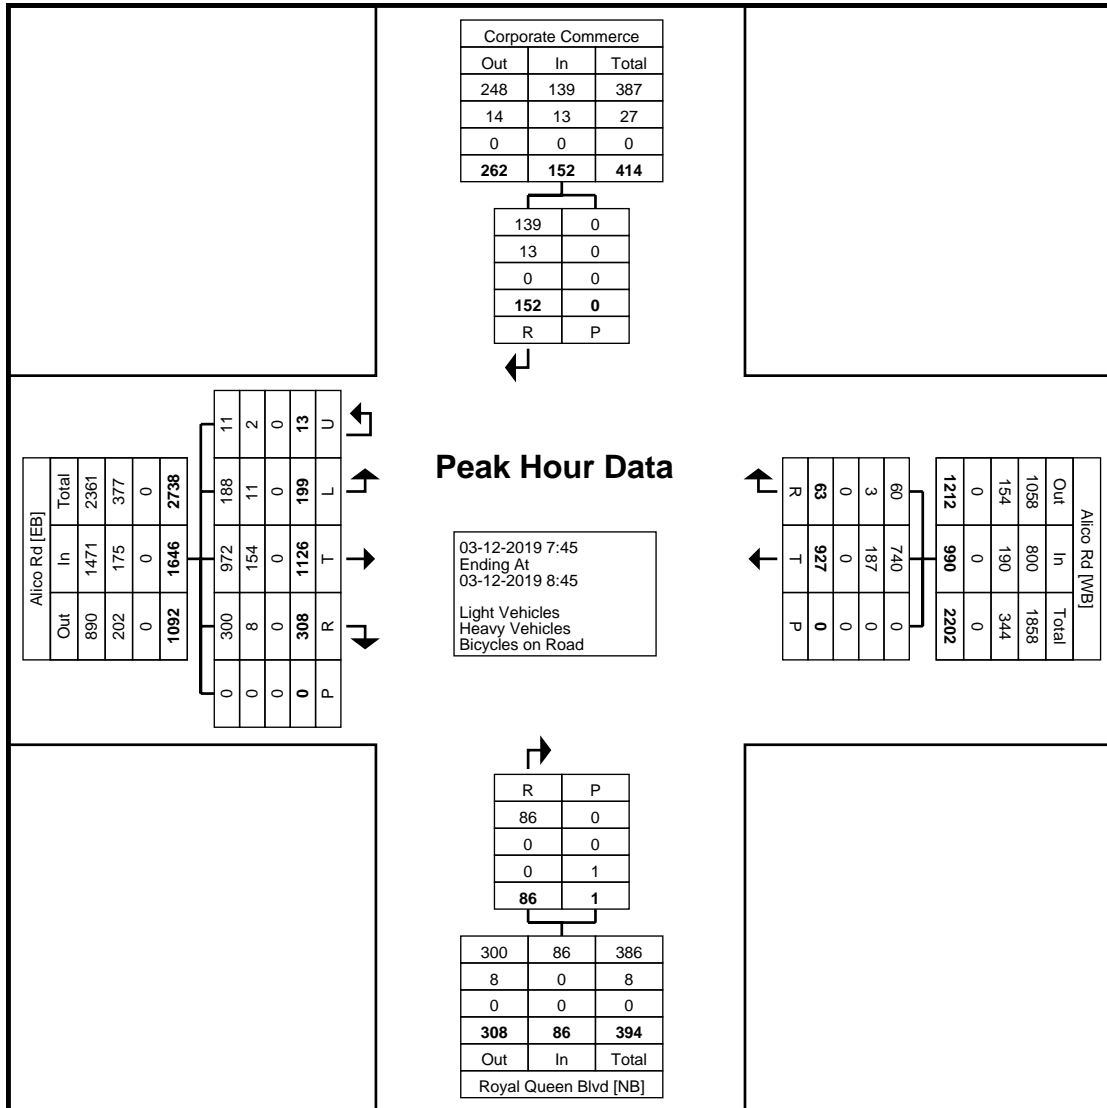 Corporate Commerce
Out In Total
248 139 387
14 13 27
0 0 0
262 152 414
139 0
13 0
0 0
152 0
R P
Alico Rd [EB]
Total 2361 377 0 2738
In 1471 175 0 1646
Out 890 202 0 1092
11 2 0 13 U
188 11 0 199 L
972 154 0 1126 T
300 8 0 308 R
0 0 0 0 P
Peak Hour Data
03-12-2019 7:45
Ending At
03-12-2019 8:45
Light Vehicles
Heavy Vehicles
Bicycles on Road
R 63 0 3 60
T 927 0 187 740
P 0 0 0 0
1212 0 154 1058 Out
990 0 190 800 In
2202 0 344 1858 Total
Alico Rd [WB]
R P
86 0
0 0
0 1
86 1
300 86 386
8 0 8
0 0 0
308 86 394
Out In Total
Royal Queen Blvd [NB]